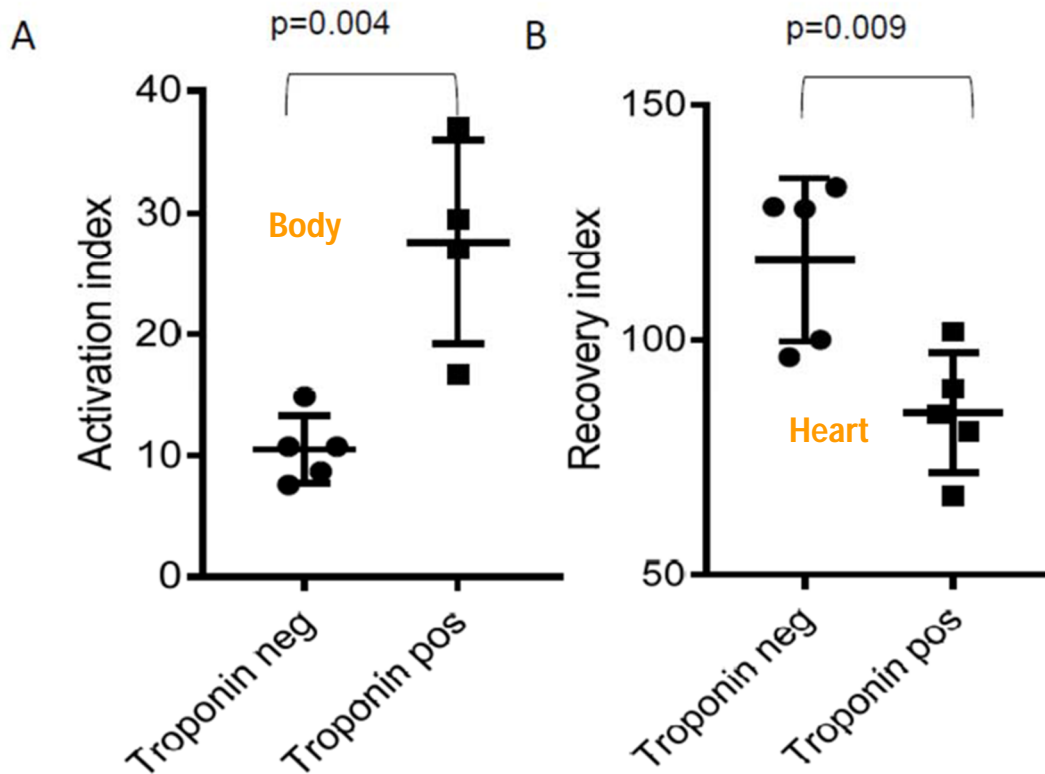 A
p=0.004
Activation index
40
30
20
10
0
Body
Troponin neg
Troponin pos
B
p=0.009
Recovery index
150
100
50
Heart
Troponin neg
Troponin pos